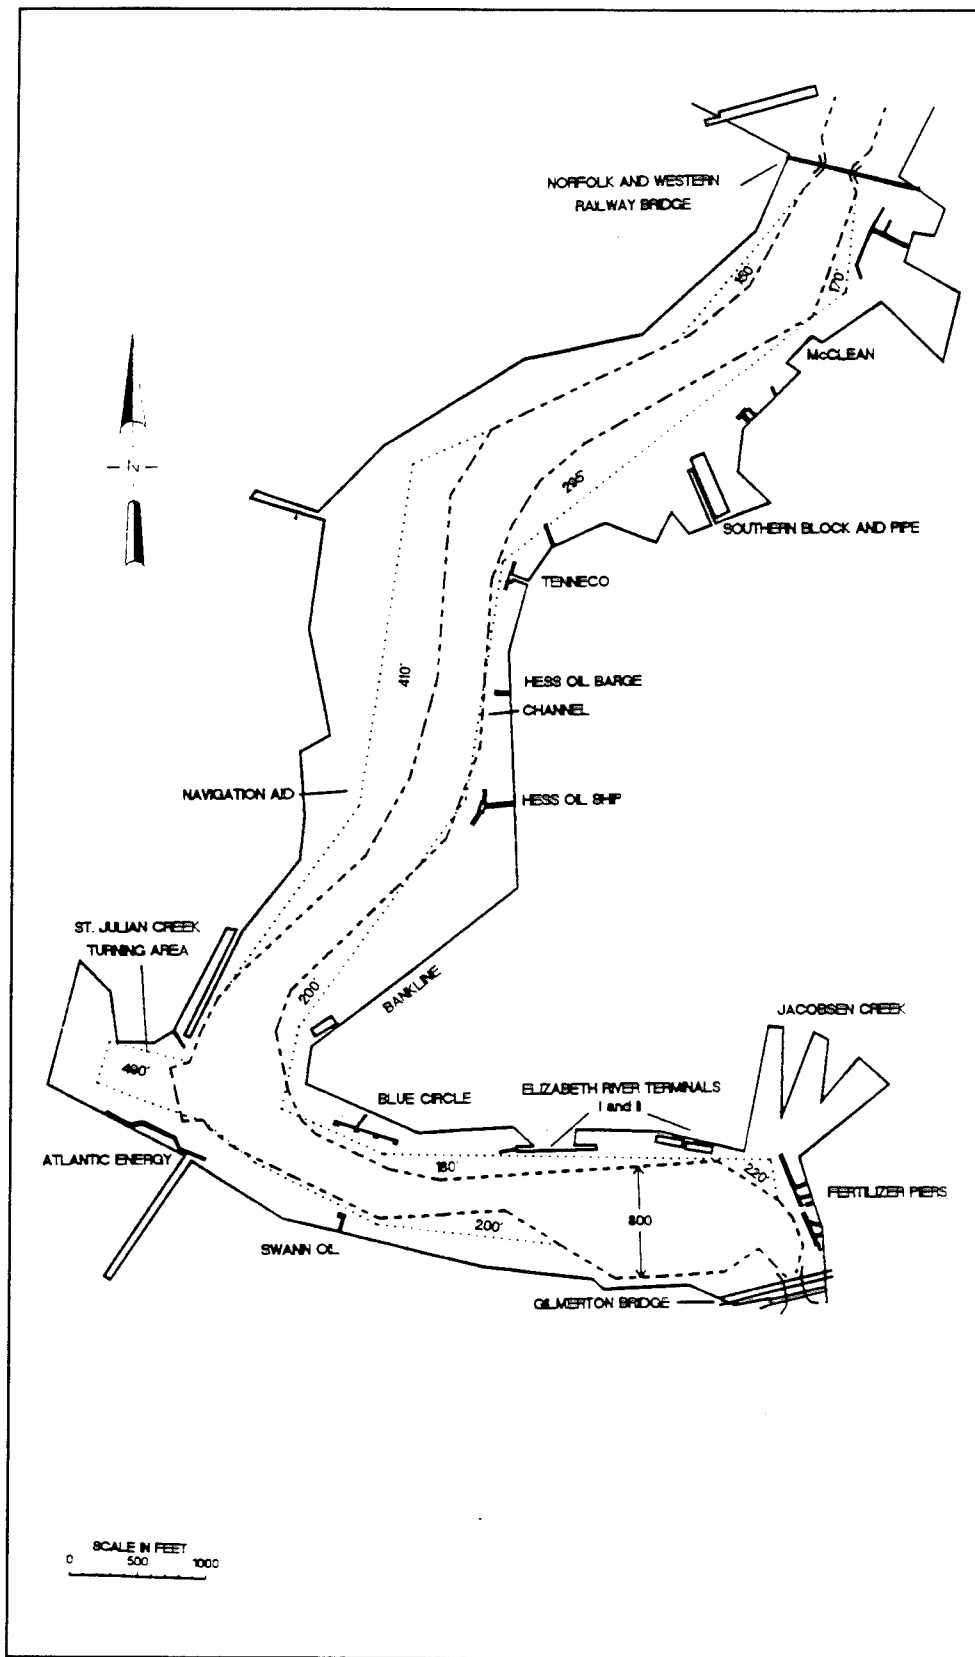 NORFOLK AND WESTERN
RAILWAY BRIDGE
150'
170'
McCLEAN
N
295'
SOUTHERN BLOCK AND PIPE
TENNECO
410'
HESS OIL BARGE
CHANNEL
NAVIGATION AID
HESS OIL SHIP
ST. JULIAN CREEK
TURNING AREA
200'
BANKLINE
JACOBSEN CREEK
490'
BLUE CIRCLE
ELIZABETH RIVER TERMINALS
I and II
ATLANTIC ENERGY
180'
220'
FERTILIZER PIERS
200'
800
SWANN OIL
GILMERTON BRIDGE
SCALE IN FEET
0 500 1000